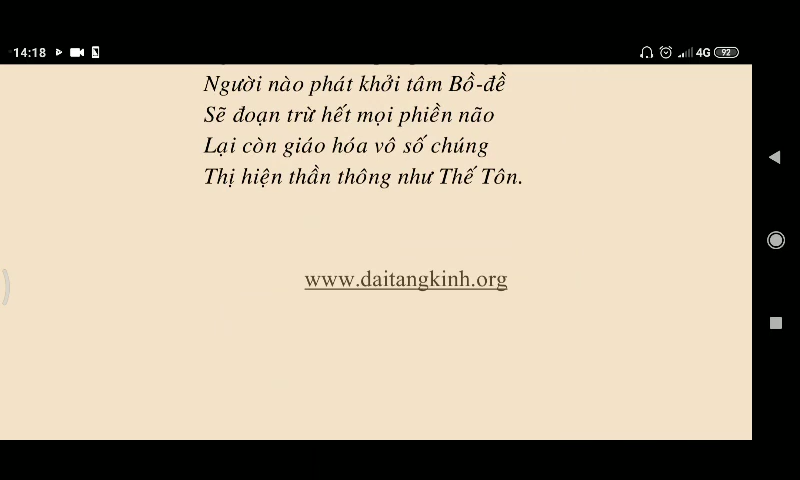 14:18
4G 92
Người nào phát khởi tâm Bồ-đề
Sẽ đoạn trừ hết mọi phiền não
Lại còn giáo hóa vô số chúng
Thị hiện thần thông như Thế Tôn.
www.daitangkinh.org